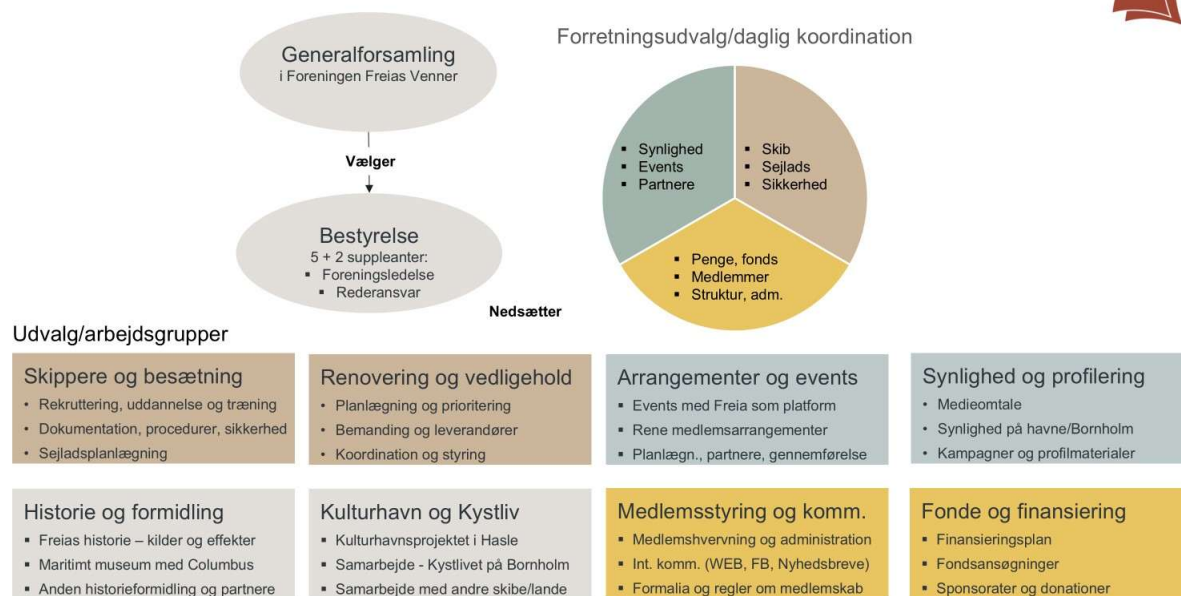 Generalforsamling
i Foreningen Freias Venner
Vælger
Bestyrelse
5 + 2 suppleanter:
▪ Foreningsledelse
▪ Rederansvar
Nedsætter
Forretningsudvalg/daglig koordination
▪ Synlighed
▪ Events
▪ Partnere
▪ Skib
▪ Sejlads
▪ Sikkerhed
▪ Penge, fonds
▪ Medlemmer
▪ Struktur, adm.
Udvalg/arbejdsgrupper
Skippere og besætning
• Rekruttering, uddannelse og træning
• Dokumentation, procedurer, sikkerhed
• Sejladsplanlægning
Renovering og vedligehold
• Planlægning og prioritering
• Bemanding og leverandører
• Koordination og styring
Arrangementer og events
▪ Events med Freia som platform
▪ Rene medlemsarrangementer
▪ Planlægn., partnere, gennemførelse
Synlighed og profilering
• Medieomtale
• Synlighed på havne/Bornholm
• Kampagner og profilmaterialer
Historie og formidling
▪ Freias historie – kilder og effekter
▪ Maritimt museum med Columbus
▪ Anden historieformidling og partnere
Kulturhavn og Kystliv
▪ Kulturhavnsprojektet i Hasle
▪ Samarbejde - Kystlivet på Bornholm
▪ Samarbejde med andre skibe/lande
Medlemsstyring og komm.
▪ Medlemshvervning og administration
▪ Int. komm. (WEB, FB, Nyhedsbreve)
▪ Formalia og regler om medlemskab
Fonde og finansiering
▪ Finansieringsplan
▪ Fondsansøgninger
▪ Sponsorater og donationer